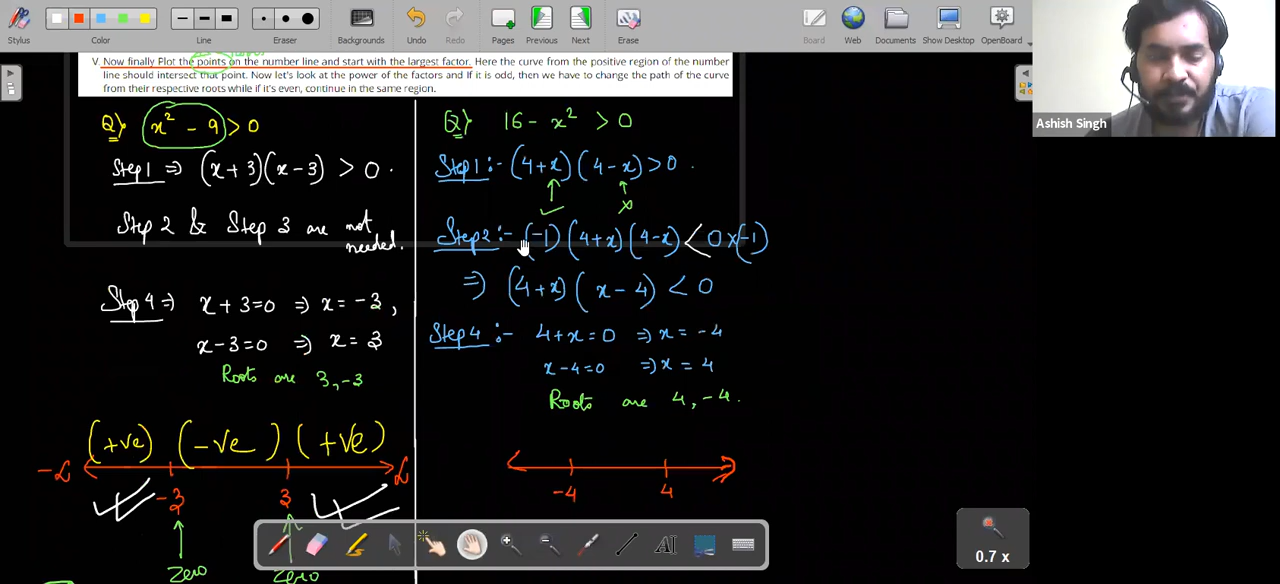 Stylus
Color
Line
Eraser
Backgrounds
Undo
Redo
Pages
Previous
Next
Erase
Board
Web
Documents
Show Desktop
OpenBoard
V. Now finally Plot the points on the number line and start with the largest factor. Here the curve from the positive region of the number
line should intersect that point. Now let's look at the power of the factors and If it is odd, then we have to change the path of the curve
from their respective roots while if it's even, continue in the same region.
Q} x² - 9 > 0
Step 1 ⇒ (x+3)(x-3) > 0.
Step 2 & Step 3 are not
needed.
Step 4 ⇒ x+3=0 ⇒ x=-3,
x-3=0 ⇒ x=3
Roots are 3,-3
(+ve) (-ve) (+ve)
-3 3
Zero Zero
Q} 16 - x² > 0
Step 1:- (4+x)(4-x) > 0.
Step 2:- (-1)(4+x)(4-x) < 0×(-1)
⇒ (4+x)(x-4) < 0
Step 4:- 4+x=0 ⇒ x=-4
x-4=0 ⇒ x=4
Roots are 4,-4.
-4 4
Ashish Singh
0.7 x